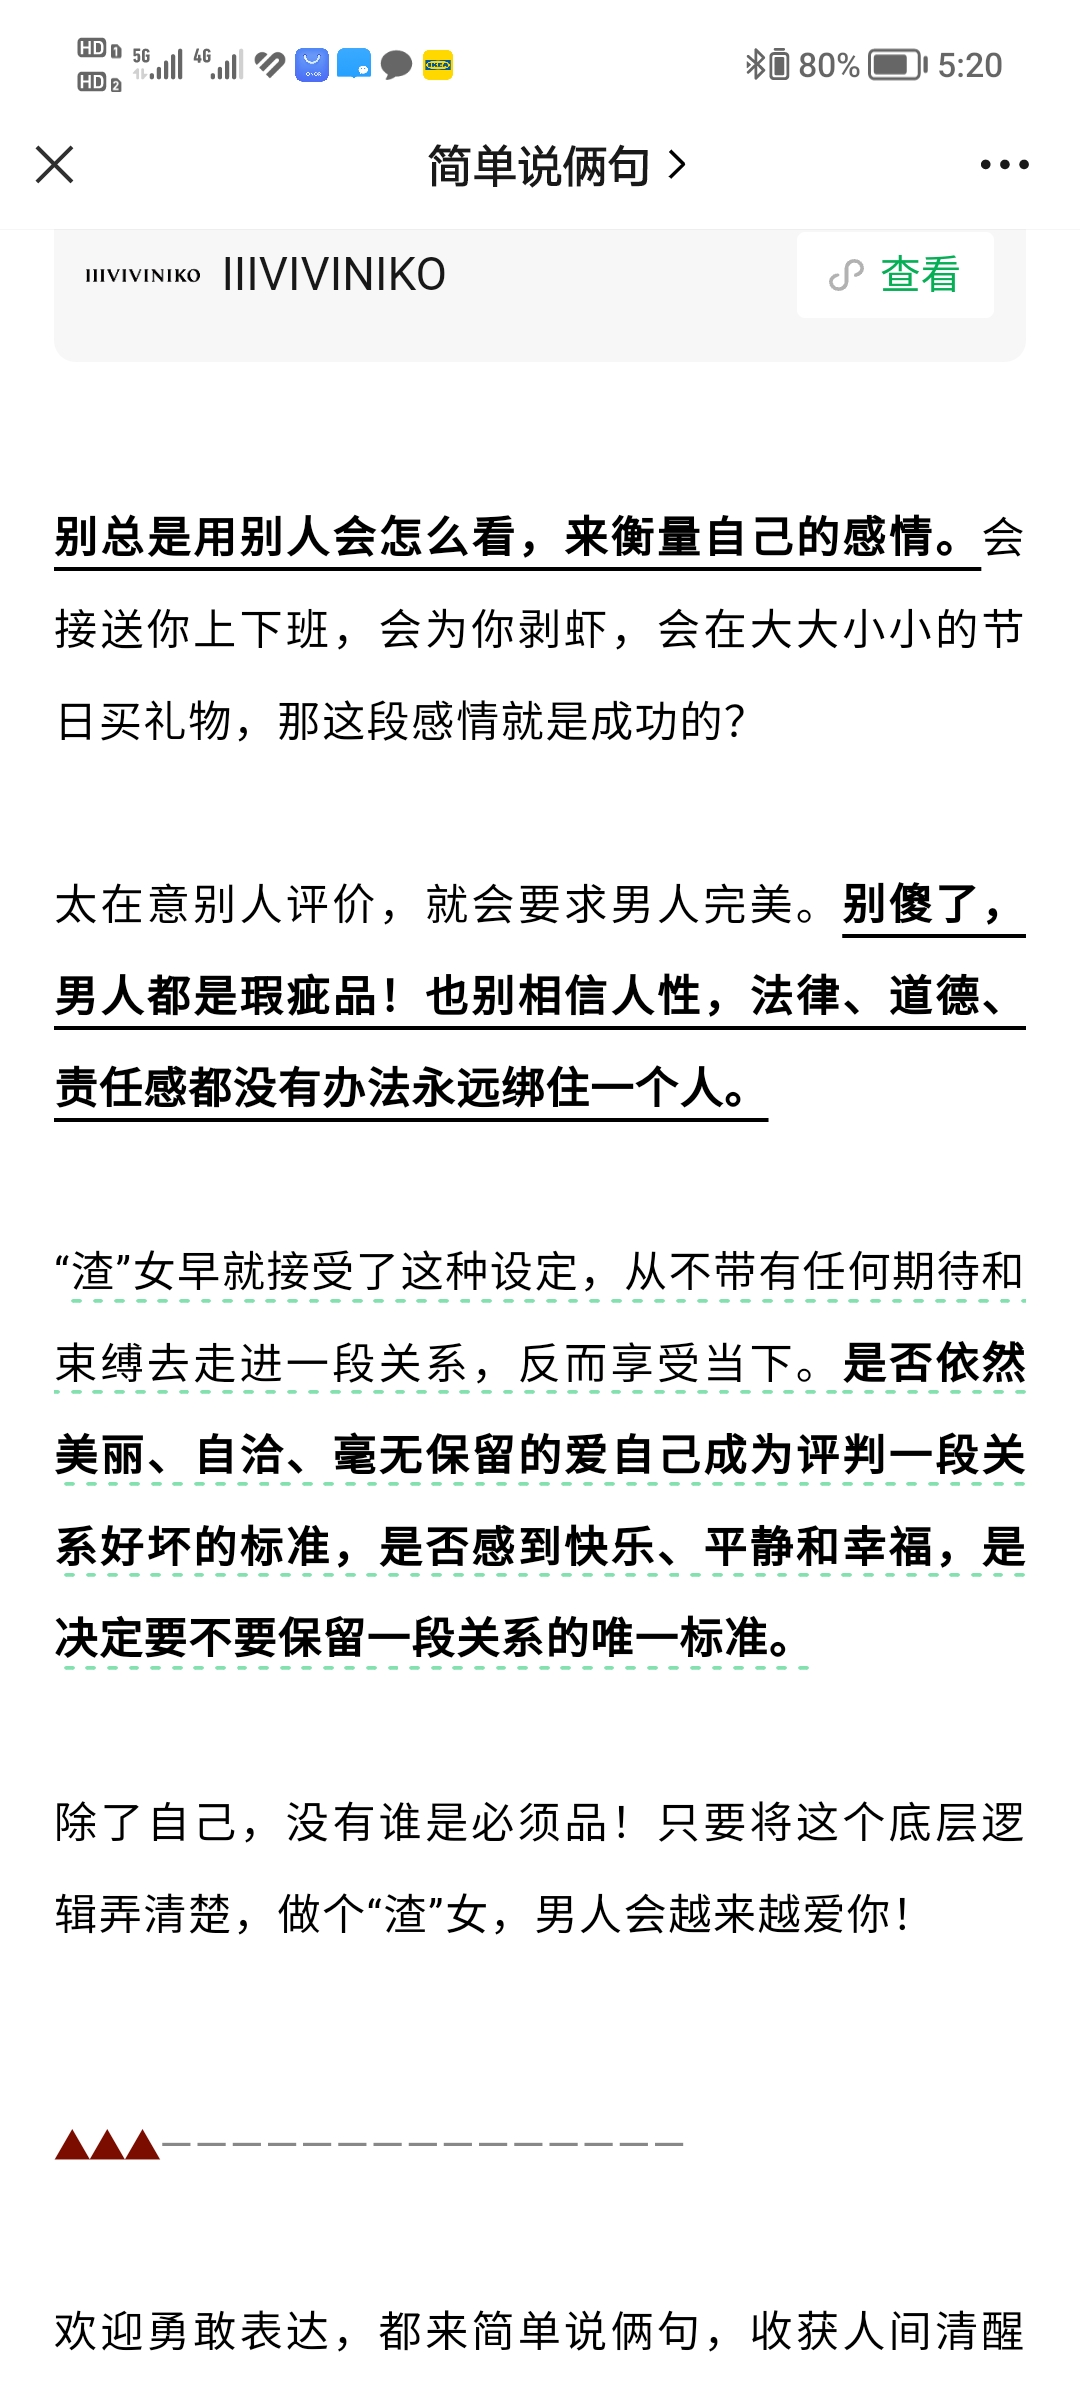 HD 1 5G 4G 80% 5:20
HD 2
IKEA
简单说俩句
IIIVIVINIKO IIIVIVINIKO 查看
别总是用别人会怎么看，来衡量自己的感情。会
接送你上下班，会为你剥虾，会在大大小小的节
日买礼物，那这段感情就是成功的？
太在意别人评价，就会要求男人完美。别傻了，
男人都是瑕疵品！也别相信人性，法律、道德、
责任感都没有办法永远绑住一个人。
“渣”女早就接受了这种设定，从不带有任何期待和
束缚去走进一段关系，反而享受当下。是否依然
美丽、自洽、毫无保留的爱自己成为评判一段关
系好坏的标准，是否感到快乐、平静和幸福，是
决定要不要保留一段关系的唯一标准。
除了自己，没有谁是必须品！只要将这个底层逻
辑弄清楚，做个“渣”女，男人会越来越爱你！
欢迎勇敢表达，都来简单说俩句，收获人间清醒